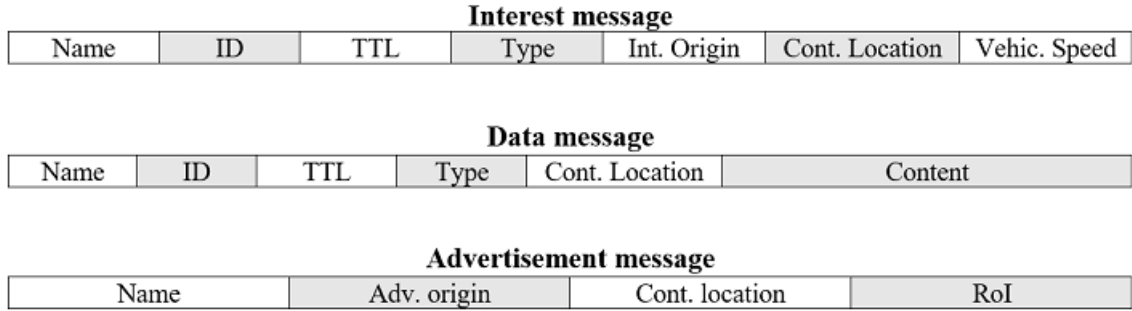 Interest message
Name ID TTL Type Int. Origin Cont. Location Vehic. Speed
Data message
Name ID TTL Type Cont. Location Content
Advertisement message
Name Adv. origin Cont. location RoI